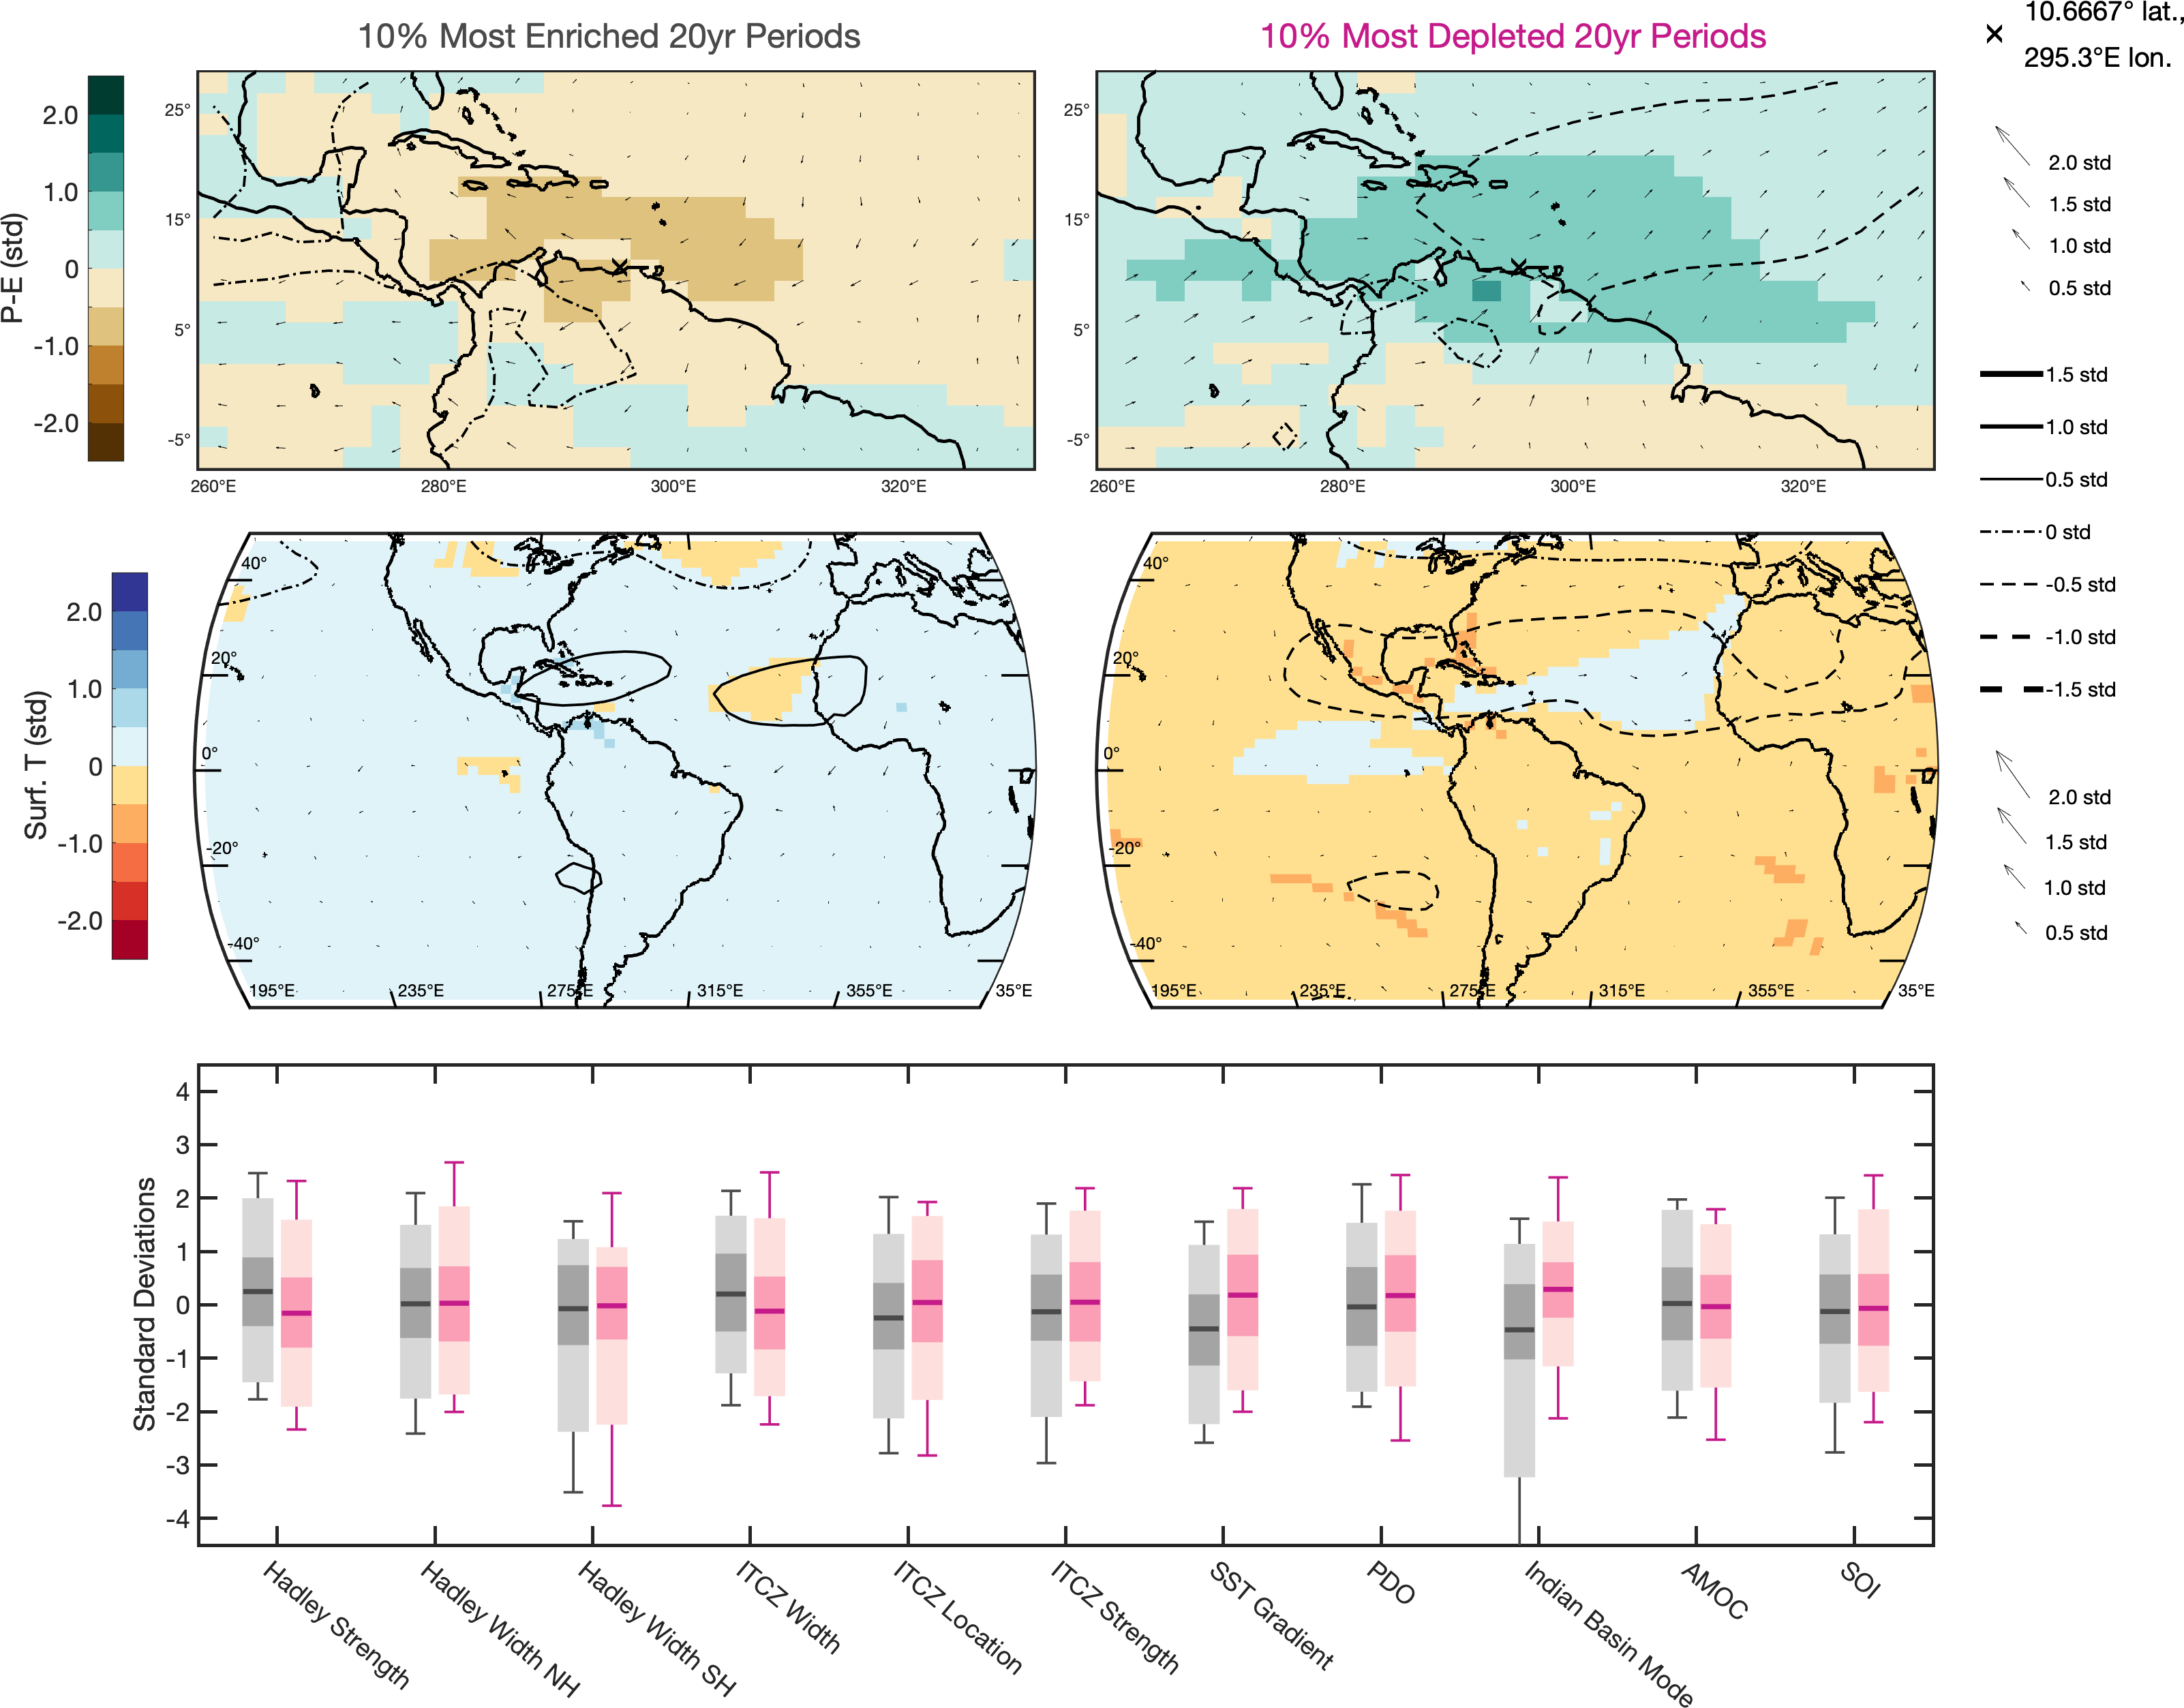 10% Most Enriched 20yr Periods
10% Most Depleted 20yr Periods
10.6667° lat.,
295.3°E lon.
P-E (std)
2.0
1.0
0
-1.0
-2.0
25°
15°
5°
-5°
260°E
280°E
300°E
320°E
25°
15°
5°
-5°
260°E
280°E
300°E
320°E
2.0 std
1.5 std
1.0 std
0.5 std
1.5 std
1.0 std
0.5 std
0 std
-0.5 std
-1.0 std
-1.5 std
Surf. T (std)
2.0
1.0
0
-1.0
-2.0
40°
20°
0°
-20°
-40°
195°E
235°E
275°E
315°E
355°E
35°E
40°
20°
0°
-20°
-40°
195°E
235°E
275°E
315°E
355°E
35°E
2.0 std
1.5 std
1.0 std
0.5 std
Standard Deviations
4
3
2
1
0
-1
-2
-3
-4
Hadley Strength
Hadley Width NH
Hadley Width SH
ITCZ Width
ITCZ Location
ITCZ Strength
SST Gradient
PDO
Indian Basin Mode
AMOC
SOI